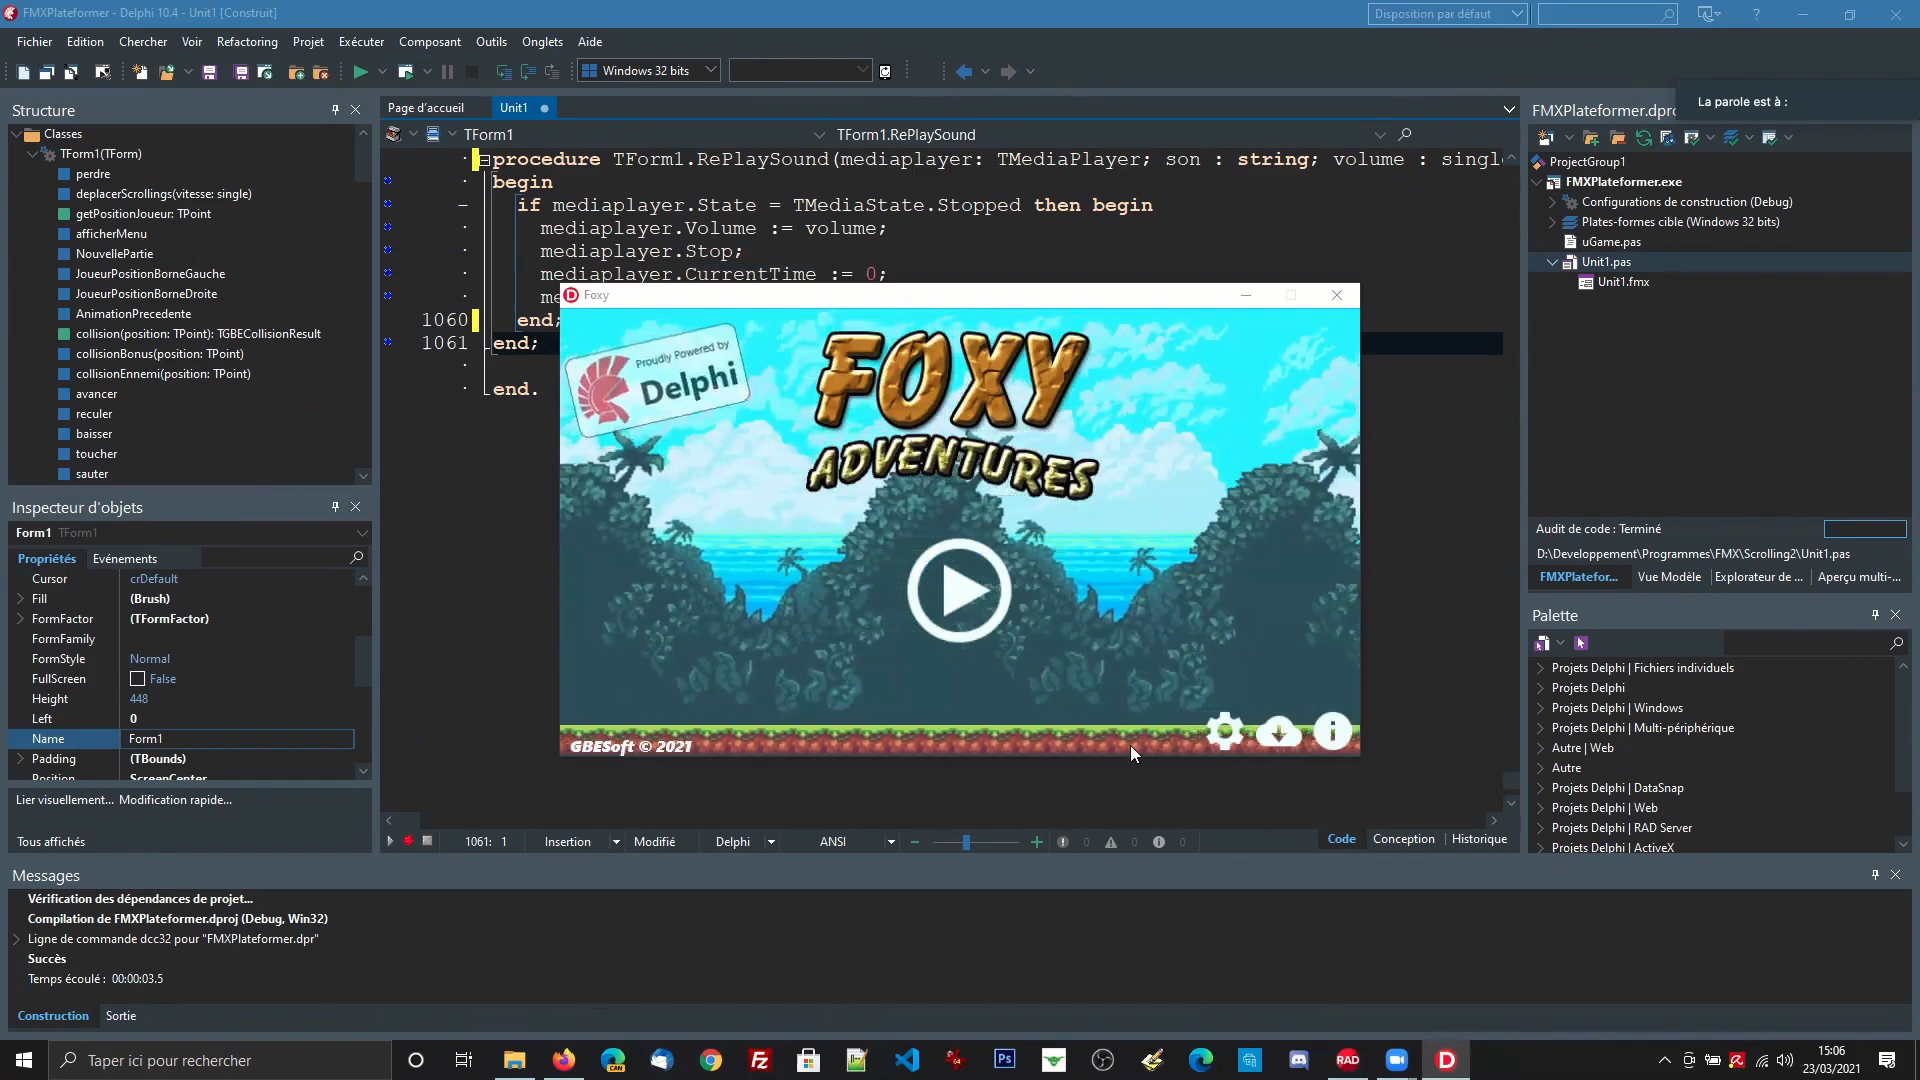 FMXPlateformer - Delphi 10.4 - Unit1 [Construit]
Disposition par défaut
?
Fichier Edition Chercher Voir Refactoring Projet Exécuter Composant Outils Onglets Aide
Windows 32 bits
Structure
Classes
TForm1(TForm)
perdre
deplacerScrollings(vitesse: single)
getPositionJoueur: TPoint
afficherMenu
NouvellePartie
JoueurPositionBorneGauche
JoueurPositionBorneDroite
AnimationPrecedente
collision(position: TPoint): TGBECollisionResult
collisionBonus(position: TPoint)
collisionEnnemi(position: TPoint)
avancer
reculer
baisser
toucher
sauter
Inspecteur d'objets
Form1 TForm1
Propriétés Evénements
Cursor crDefault
Fill (Brush)
FormFactor (TFormFactor)
FormFamily
FormStyle Normal
FullScreen False
Height 448
Left 0
Name Form1
Padding (TBounds)
Position ScreenCenter
Lier visuellement... Modification rapide...
Tous affichés
Page d'accueil Unit1
TForm1 TForm1.RePlaySound
procedure TForm1.RePlaySound(mediaplayer: TMediaPlayer; son : string; volume : single
begin
if mediaplayer.State = TMediaState.Stopped then begin
mediaplayer.Volume := volume;
mediaplayer.Stop;
mediaplayer.CurrentTime := 0;
me
1060 end;
1061 end;
end.
Foxy
Proudly Powered by
Delphi
FOXY
ADVENTURES
GBESoft © 2021
1061: 1 Insertion Modifié Delphi ANSI 0 0 0
Code Conception Historique
FMXPlateformer.dpro
La parole est à :
ProjectGroup1
FMXPlateformer.exe
Configurations de construction (Debug)
Plates-formes cible (Windows 32 bits)
uGame.pas
Unit1.pas
Unit1.fmx
Audit de code : Terminé
D:\Developpement\Programmes\FMX\Scrolling2\Unit1.pas
FMXPlatefor... Vue Modèle Explorateur de ... Aperçu multi-...
Palette
Projets Delphi | Fichiers individuels
Projets Delphi
Projets Delphi | Windows
Projets Delphi | Multi-périphérique
Autre | Web
Autre
Projets Delphi | DataSnap
Projets Delphi | Web
Projets Delphi | RAD Server
Projets Delphi | ActiveX
Messages
Vérification des dépendances de projet...
Compilation de FMXPlateformer.dproj (Debug, Win32)
Ligne de commande dcc32 pour "FMXPlateformer.dpr"
Succès
Temps écoulé : 00:00:03.5
Construction Sortie
Taper ici pour rechercher
CAN
FZ
64
Ps
RAD
D
15:06
23/03/2021